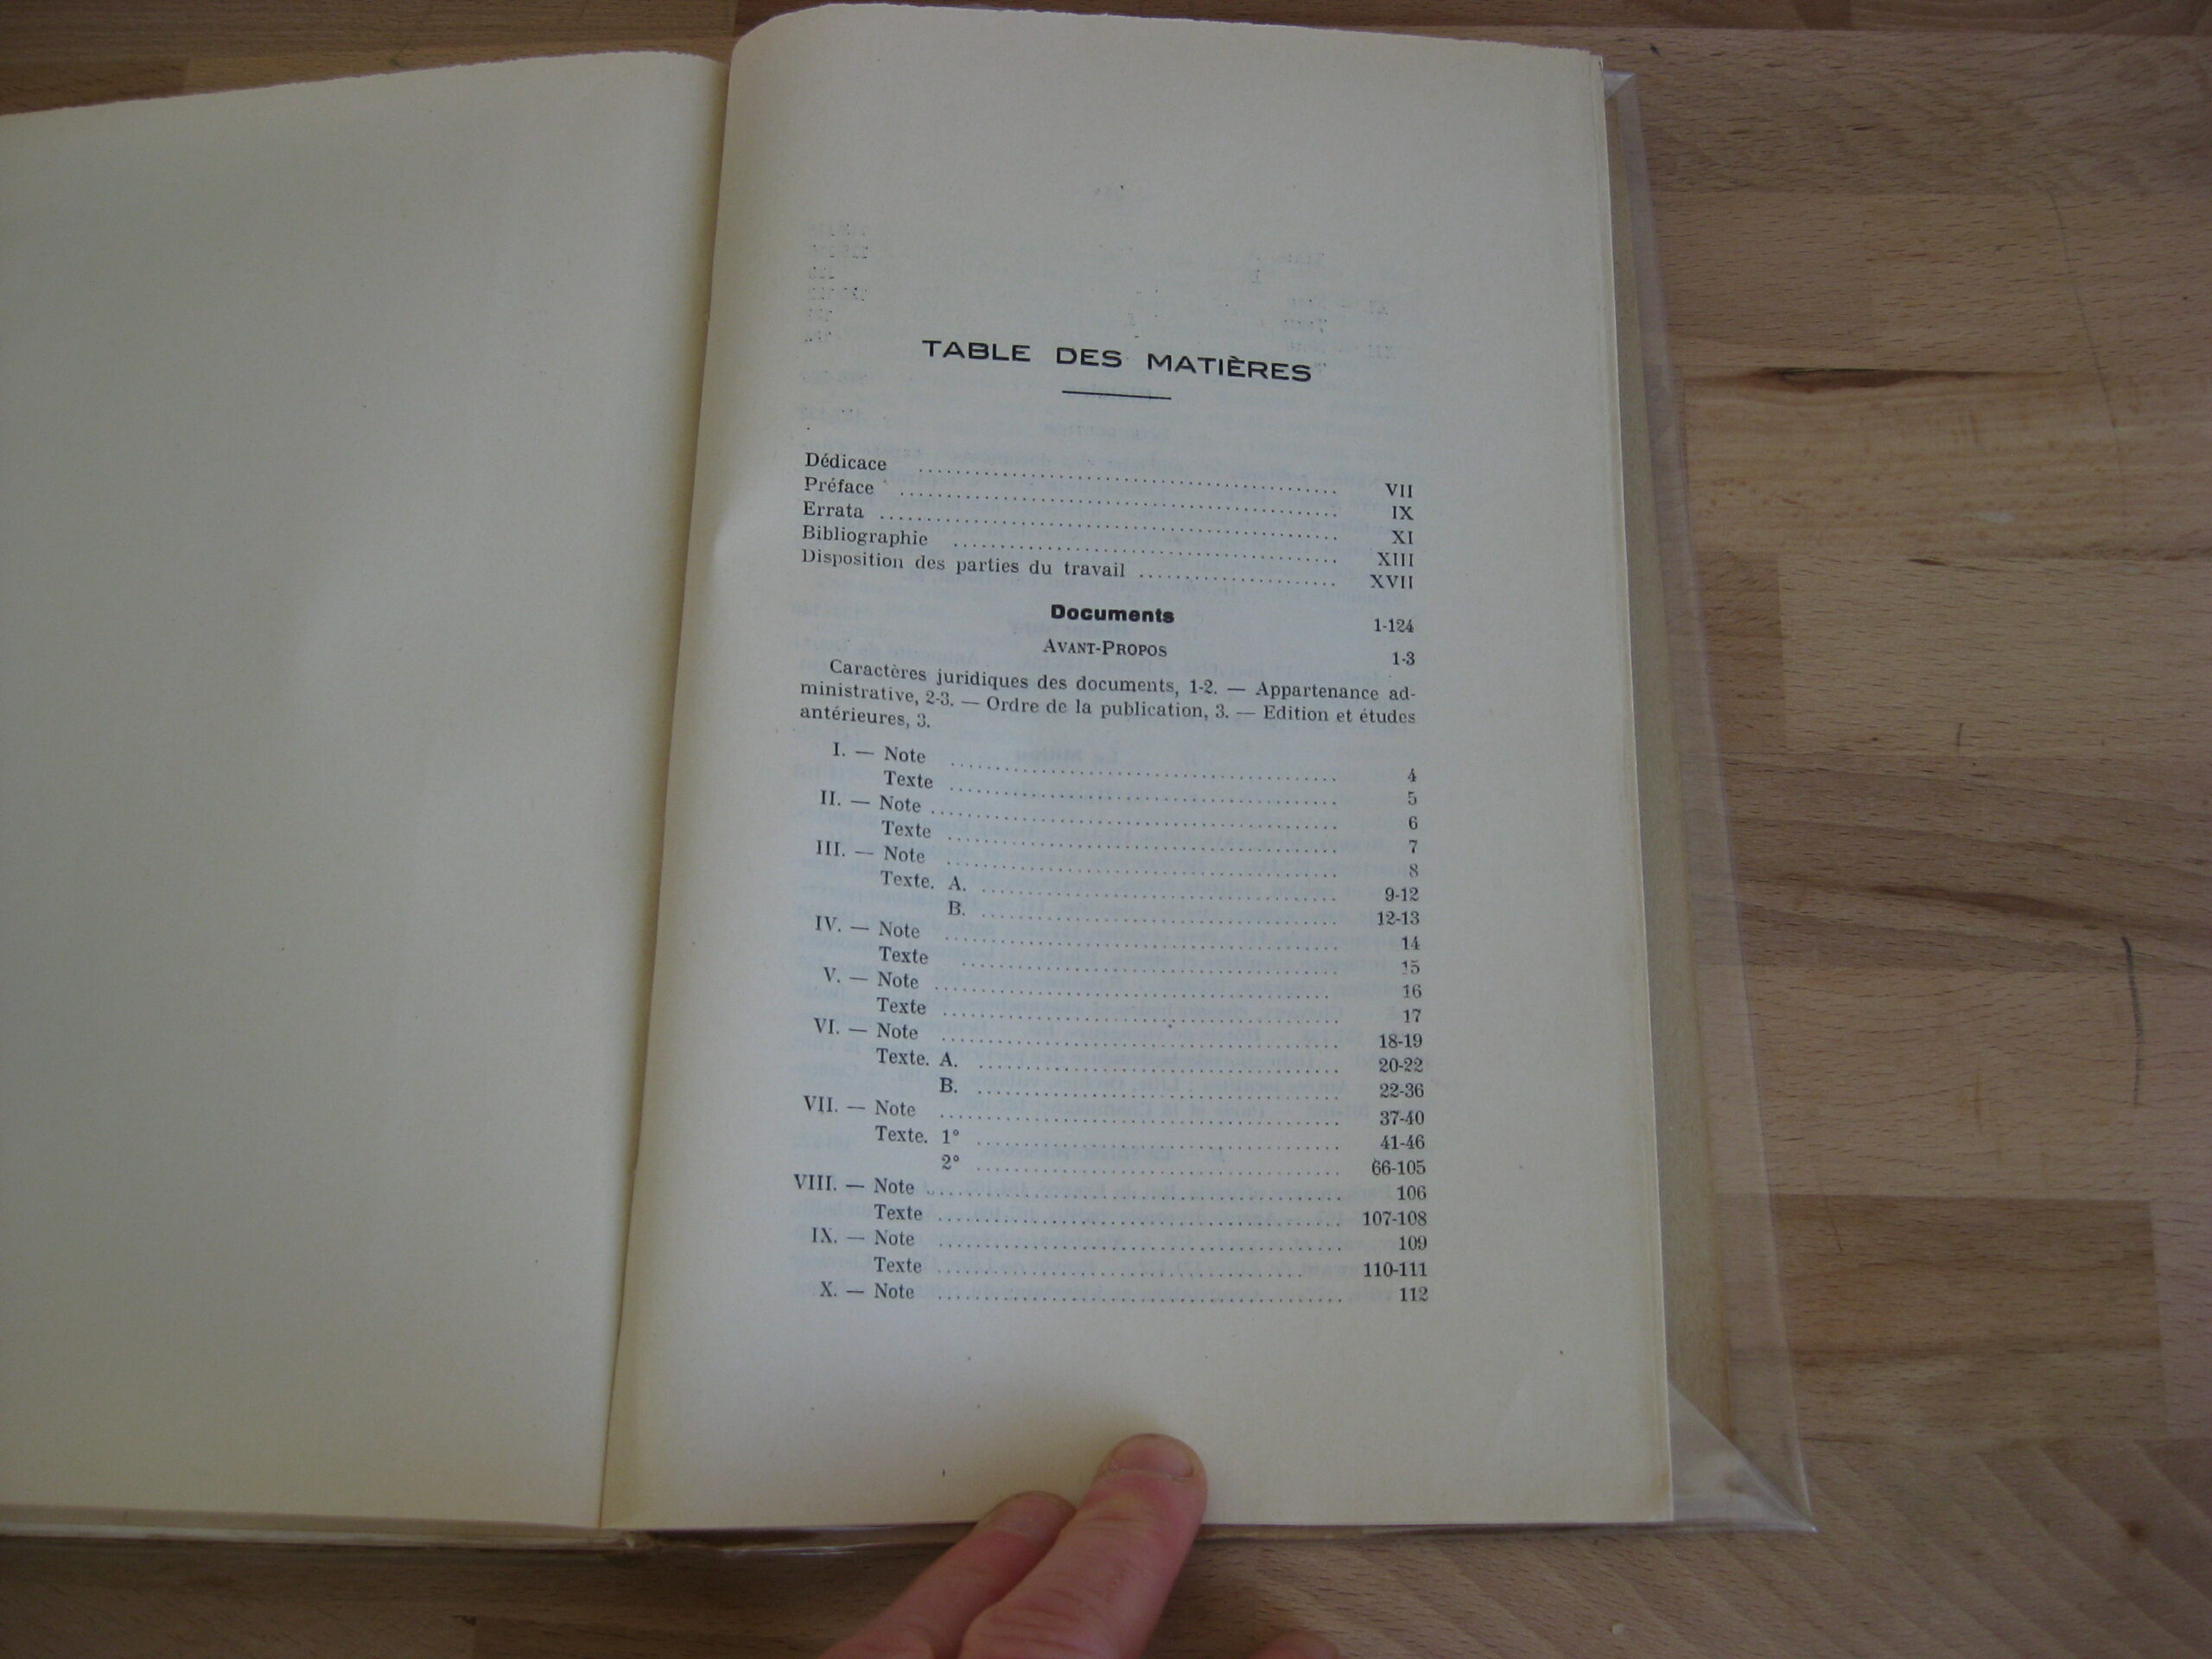 TABLE DES MATIÈRES
Dédicace ........ VII
Préface ........ IX
Errata ........ XI
Bibliographie ........ XIII
Disposition des parties du travail ........ XVII
Documents 1-124
AVANT-PROPOS 1-3
Caractères juridiques des documents, 1-2. — Appartenance ad-
ministrative, 2-3. — Ordre de la publication, 3. — Edition et études
antérieures, 3.
I. — Note ........ 4
Texte ........ 5
II. — Note ........ 6
Texte ........ 7
III. — Note ........ 8
Texte. A. ........ 9-12
B. ........ 12-13
IV. — Note ........ 14
Texte ........ 15
V. — Note ........ 16
Texte ........ 17
VI. — Note ........ 18-19
Texte. A. ........ 20-22
B. ........ 22-36
VII. — Note ........ 37-40
Texte. 1° ........ 41-46
2° ........ 66-105
VIII. — Note ........ 106
Texte ........ 107-108
IX. — Note ........ 109
Texte ........ 110-111
X. — Note ........ 112